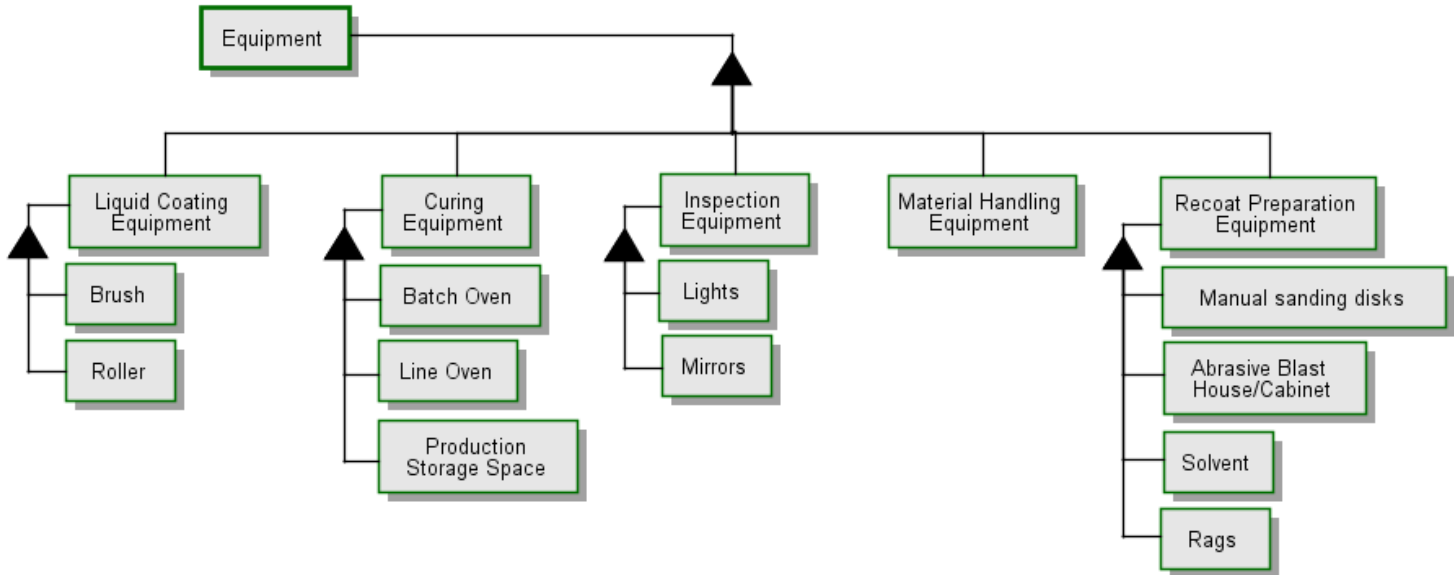 Equipment
Liquid Coating
Equipment
Brush
Roller
Curing
Equipment
Batch Oven
Line Oven
Production
Storage Space
Inspection
Equipment
Lights
Mirrors
Material Handling
Equipment
Recoat Preparation
Equipment
Manual sanding disks
Abrasive Blast
House/Cabinet
Solvent
Rags